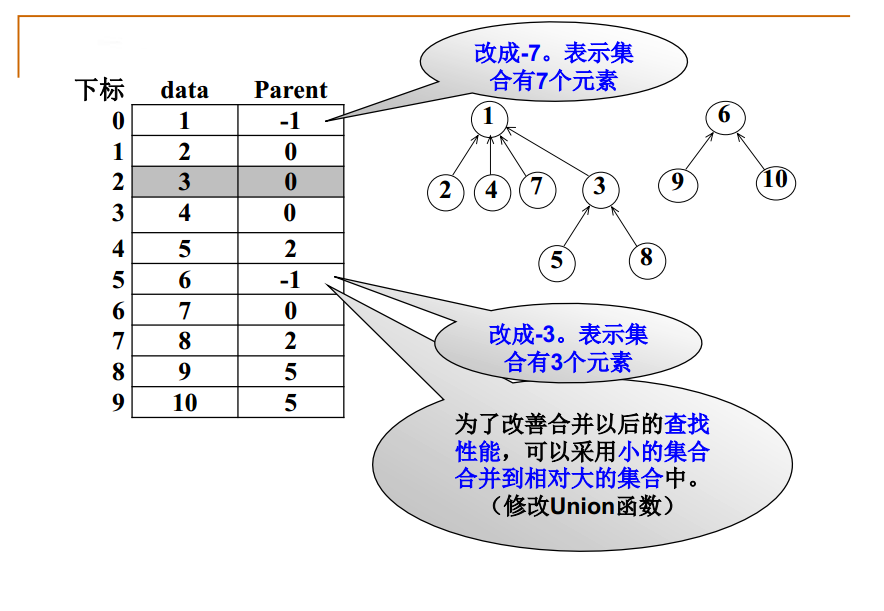 改成-7。表示集
合有7个元素
下标 data Parent
0 1 -1
1 2 0
2 3 0
3 4 0
4 5 2
5 6 -1
6 7 0
7 8 2
8 9 5
9 10 5
1
6
2 4 7 3
9 10
5 8
改成-3。表示集
合有3个元素
为了改善合并以后的查找
性能，可以采用小的集合
合并到相对大的集合中。
（修改Union函数）